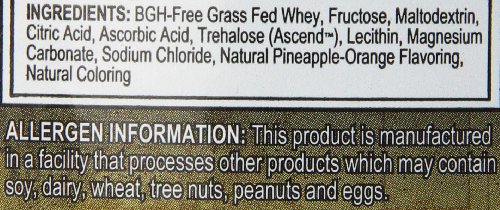 INGREDIENTS: BGH-Free Grass Fed Whey, Fructose, Maltodextrin,
Citric Acid, Ascorbic Acid, Trehalose (Ascend™), Lecithin, Magnesium
Carbonate, Sodium Chloride, Natural Pineapple-Orange Flavoring,
Natural Coloring
ALLERGEN INFORMATION: This product is manufactured
in a facility that processes other products which may contain
soy, dairy, wheat, tree nuts, peanuts and eggs.